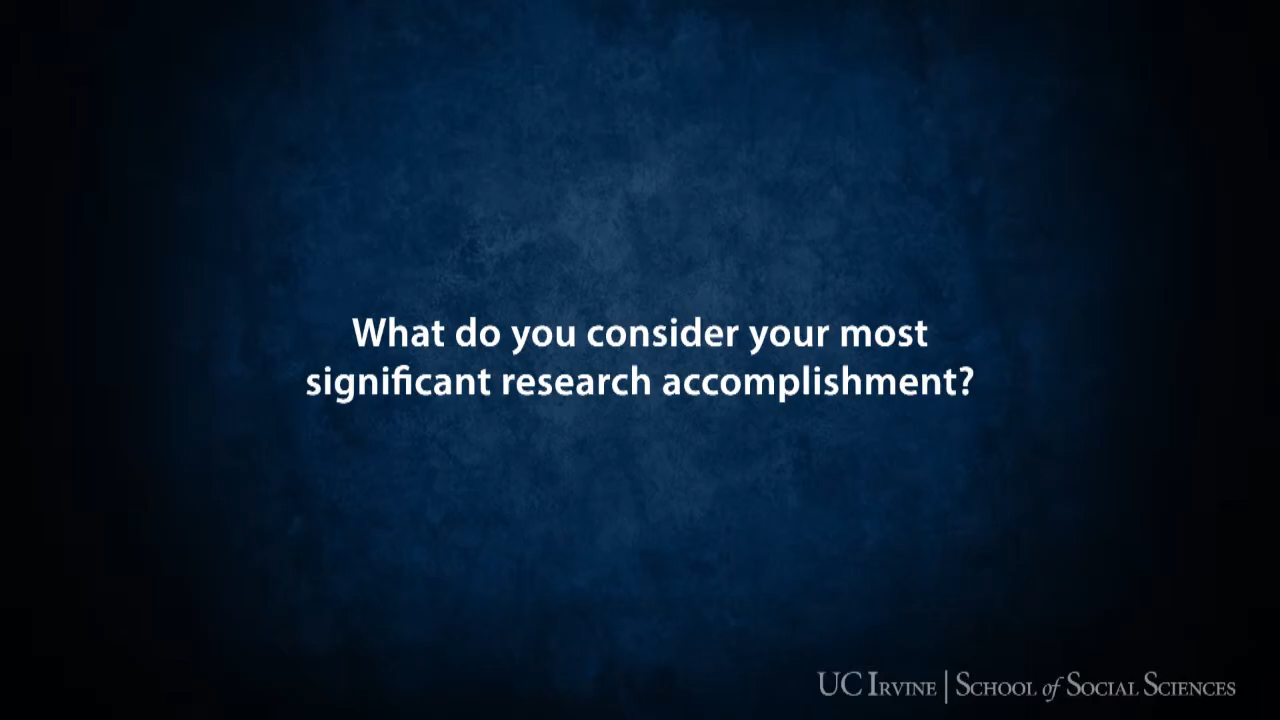 What do you consider your most
significant research accomplishment?
UC IRVINE | SCHOOL of SOCIAL SCIENCES